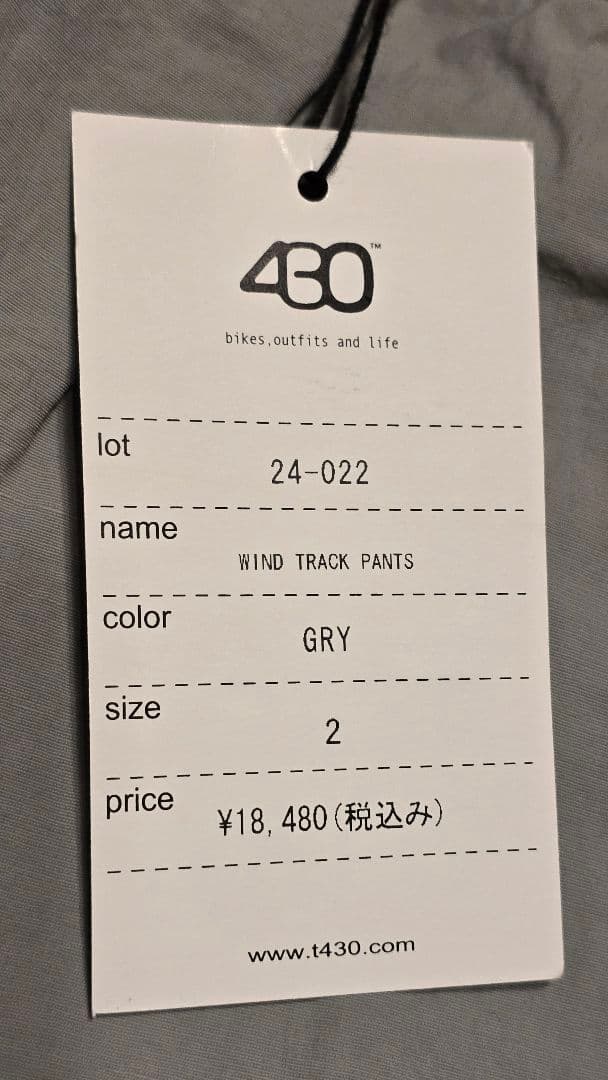 430™
bikes,outfits and life
lot
24-022
name
WIND TRACK PANTS
color
GRY
size
2
price
¥18,480(税込み)
www.t430.com